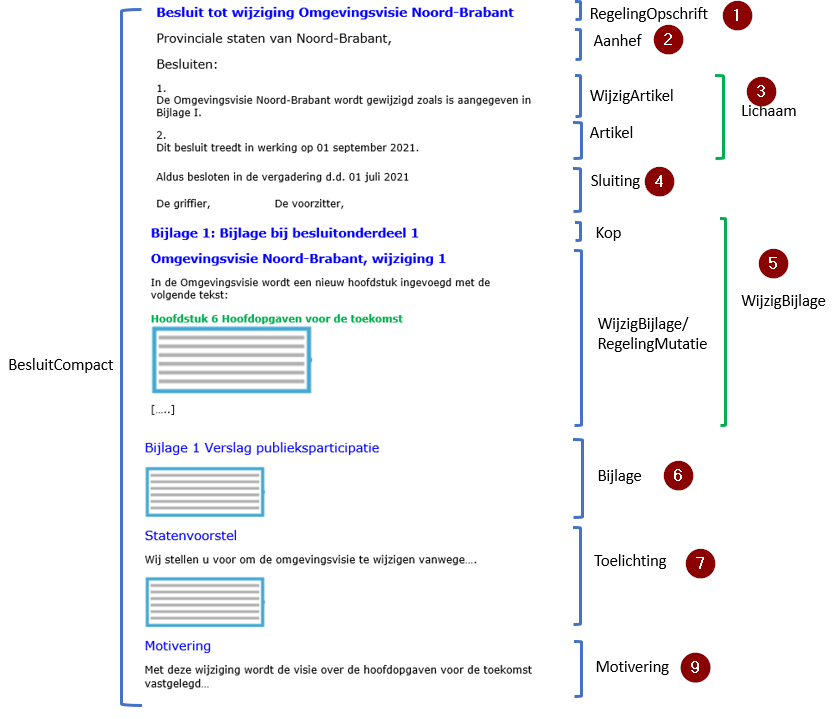 Besluit tot wijziging Omgevingsvisie Noord-Brabant
RegelingOpschrift
1
Provinciale staten van Noord-Brabant,
Aanhef
2
Besluiten:
1.
De Omgevingsvisie Noord-Brabant wordt gewijzigd zoals is aangegeven in
Bijlage I.
WijzigArtikel
3
Lichaam
2.
Dit besluit treedt in werking op 01 september 2021.
Artikel
Aldus besloten in de vergadering d.d. 01 juli 2021
Sluiting
4
De griffier, De voorzitter,
Bijlage 1: Bijlage bij besluitonderdeel 1
Kop
Omgevingsvisie Noord-Brabant, wijziging 1
5
WijzigBijlage
In de Omgevingsvisie wordt een nieuw hoofdstuk ingevoegd met de
volgende tekst:
Hoofdstuk 6 Hoofdopgaven voor de toekomst
WijzigBijlage/
RegelingMutatie
BesluitCompact
[.....]
Bijlage 1 Verslag publieksparticipatie
Bijlage
6
Statenvoorstel
Wij stellen u voor om de omgevingsvisie te wijzigen vanwege....
Toelichting
7
Motivering
Met deze wijziging wordt de visie over de hoofdopgaven voor de toekomst
vastgelegd...
Motivering
9